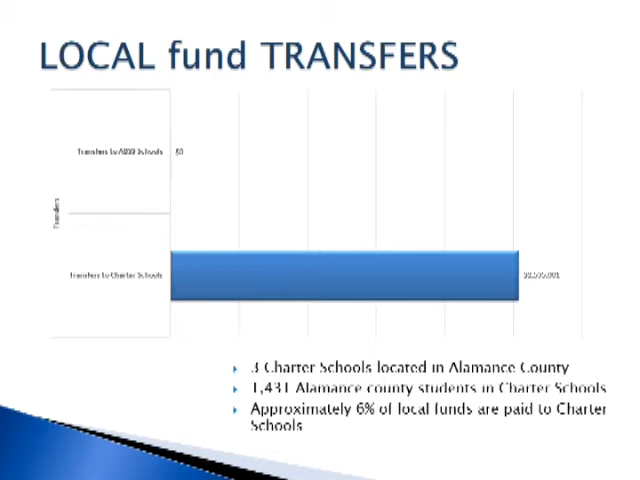 LOCAL fund TRANSFERS
Transfers to ABSS Schools
$0
Transfers
Transfers to Charter Schools
3 Charter Schools located in Alamance County
1,431 Alamance county students in Charter Schools
Approximately 6% of local funds are paid to Charter
Schools